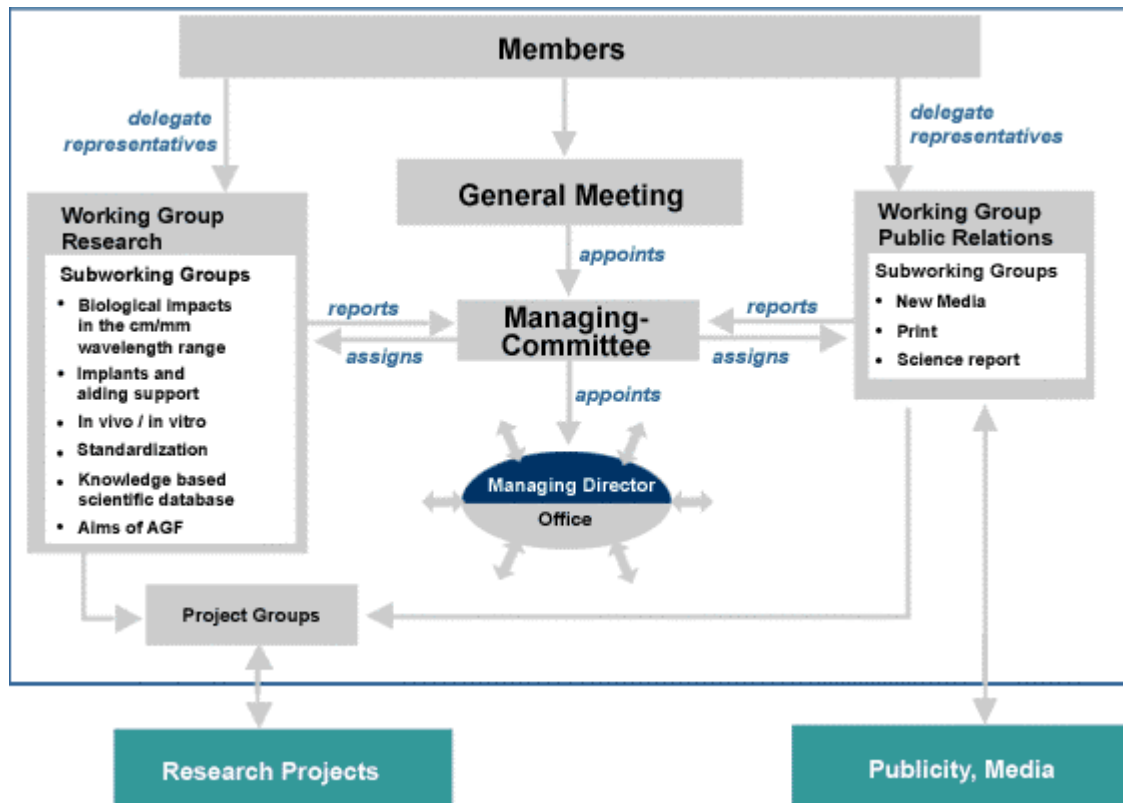 Members
delegate
representatives
delegate
representatives
General Meeting
Working Group
Research
Subworking Groups
• Biological impacts
in the cm/mm
wavelength range
• Implants and
aiding support
• In vivo / in vitro
• Standardization
• Knowledge based
scientific database
• Aims of AGF
appoints
reports
assigns
Managing-
Committee
reports
assigns
Working Group
Public Relations
Subworking Groups
• New Media
• Print
• Science report
appoints
Managing Director
Office
Project Groups
Research Projects
Publicity, Media